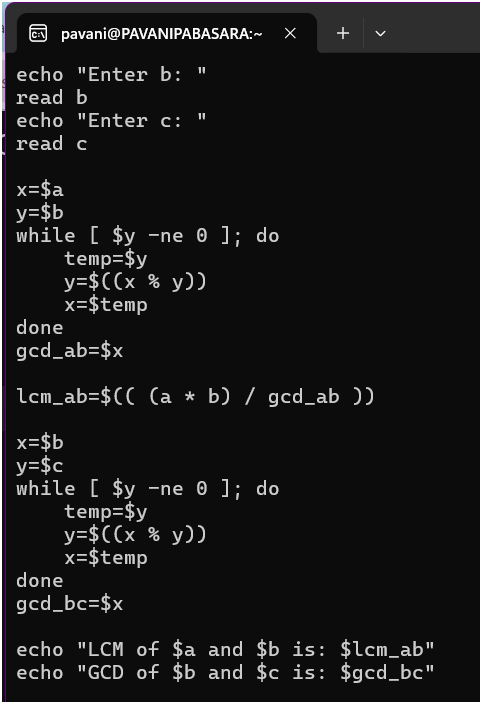 pavani@PAVANIPABASARA:~
echo "Enter b: "
read b
echo "Enter c: "
read c
x=$a
y=$b
while [ $y -ne 0 ]; do
    temp=$y
    y=$((x % y))
    x=$temp
done
gcd_ab=$x
lcm_ab=$(( (a * b) / gcd_ab ))
x=$b
y=$c
while [ $y -ne 0 ]; do
    temp=$y
    y=$((x % y))
    x=$temp
done
gcd_bc=$x
echo "LCM of $a and $b is: $lcm_ab"
echo "GCD of $b and $c is: $gcd_bc"